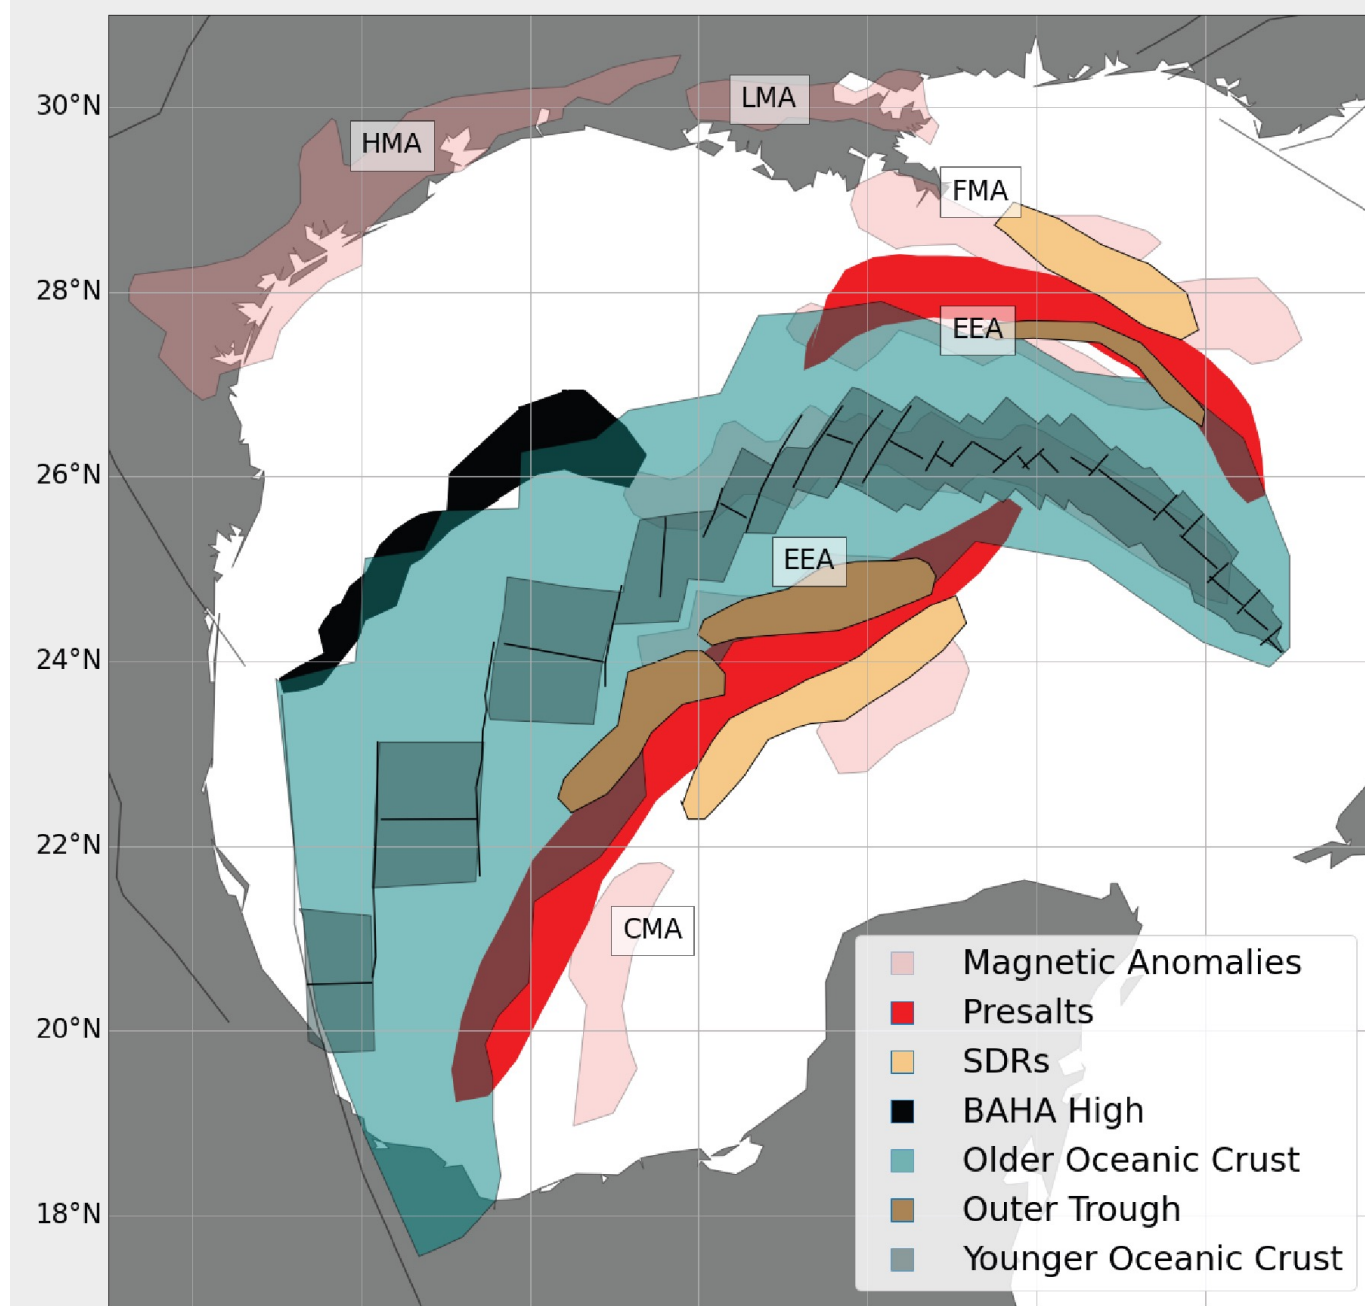 30°N
LMA
HMA
FMA
28°N
EEA
26°N
EEA
24°N
22°N
CMA
Magnetic Anomalies
Presalts
20°N
SDRs
BAHA High
Older Oceanic Crust
Outer Trough
18°N
Younger Oceanic Crust